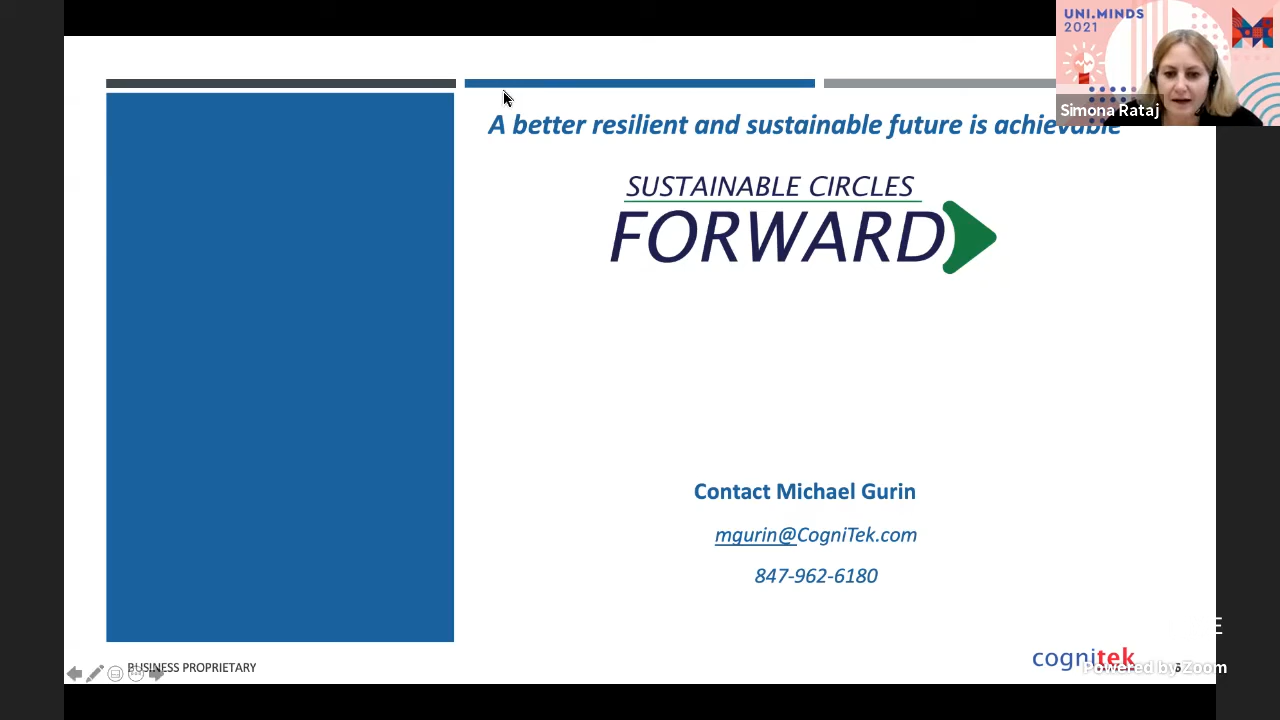 UNI.MINDS
2021
Simona Rataj
A better resilient and sustainable future is achievable
SUSTAINABLE CIRCLES
FORWARD
Contact Michael Gurin
mgurin@CogniTek.com
847-962-6180
E
BUSINESS PROPRIETARY
cognitek
Powered by Zoom